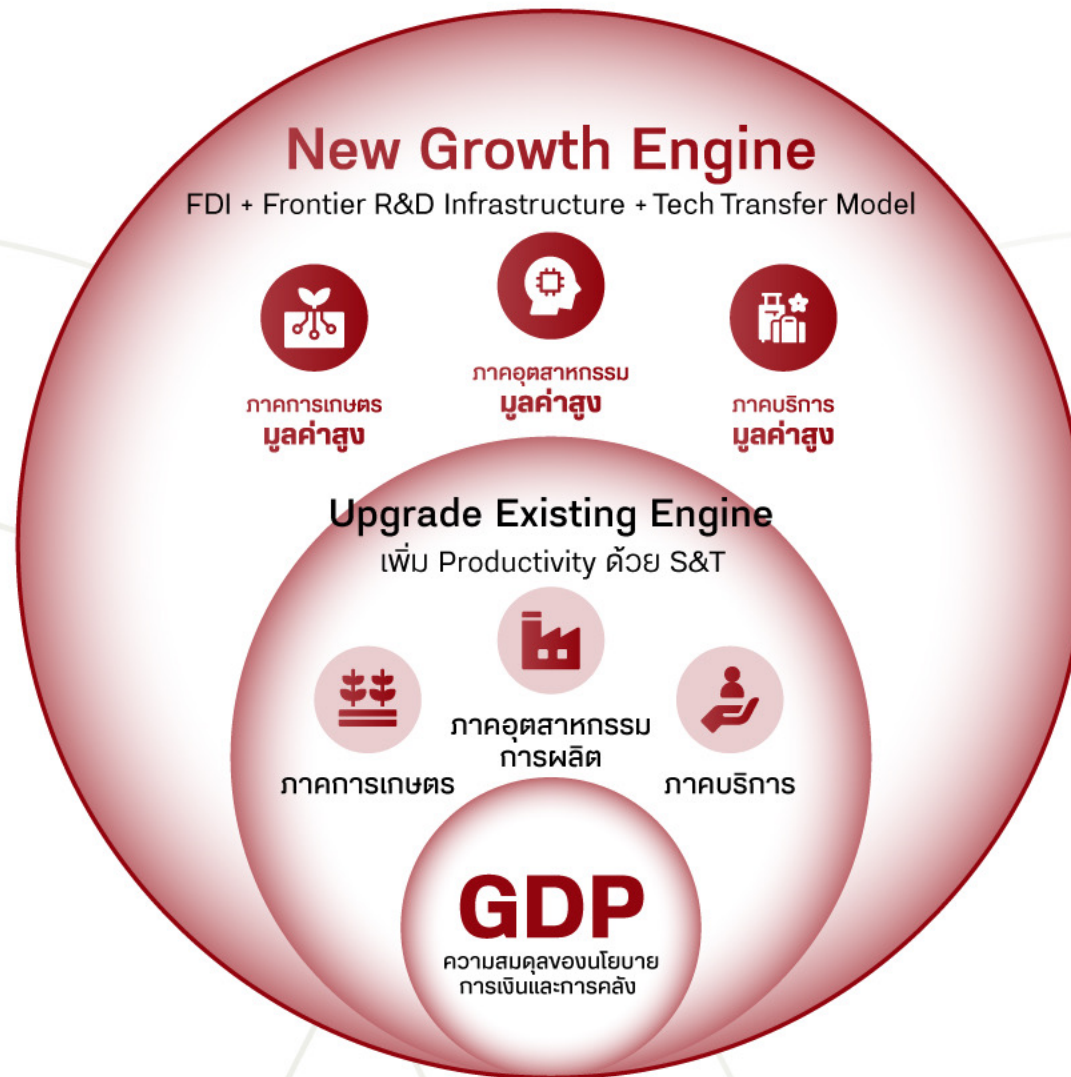 New Growth Engine
FDI + Frontier R&D Infrastructure + Tech Transfer Model
ภาคการเกษตร
มูลค่าสูง
ภาคอุตสาหกรรม
มูลค่าสูง
ภาคบริการ
มูลค่าสูง
Upgrade Existing Engine
เพิ่ม Productivity ด้วย S&T
ภาคการเกษตร
ภาคอุตสาหกรรม
การผลิต
ภาคบริการ
GDP
ความสมดุลของนโยบาย
การเงินและการคลัง